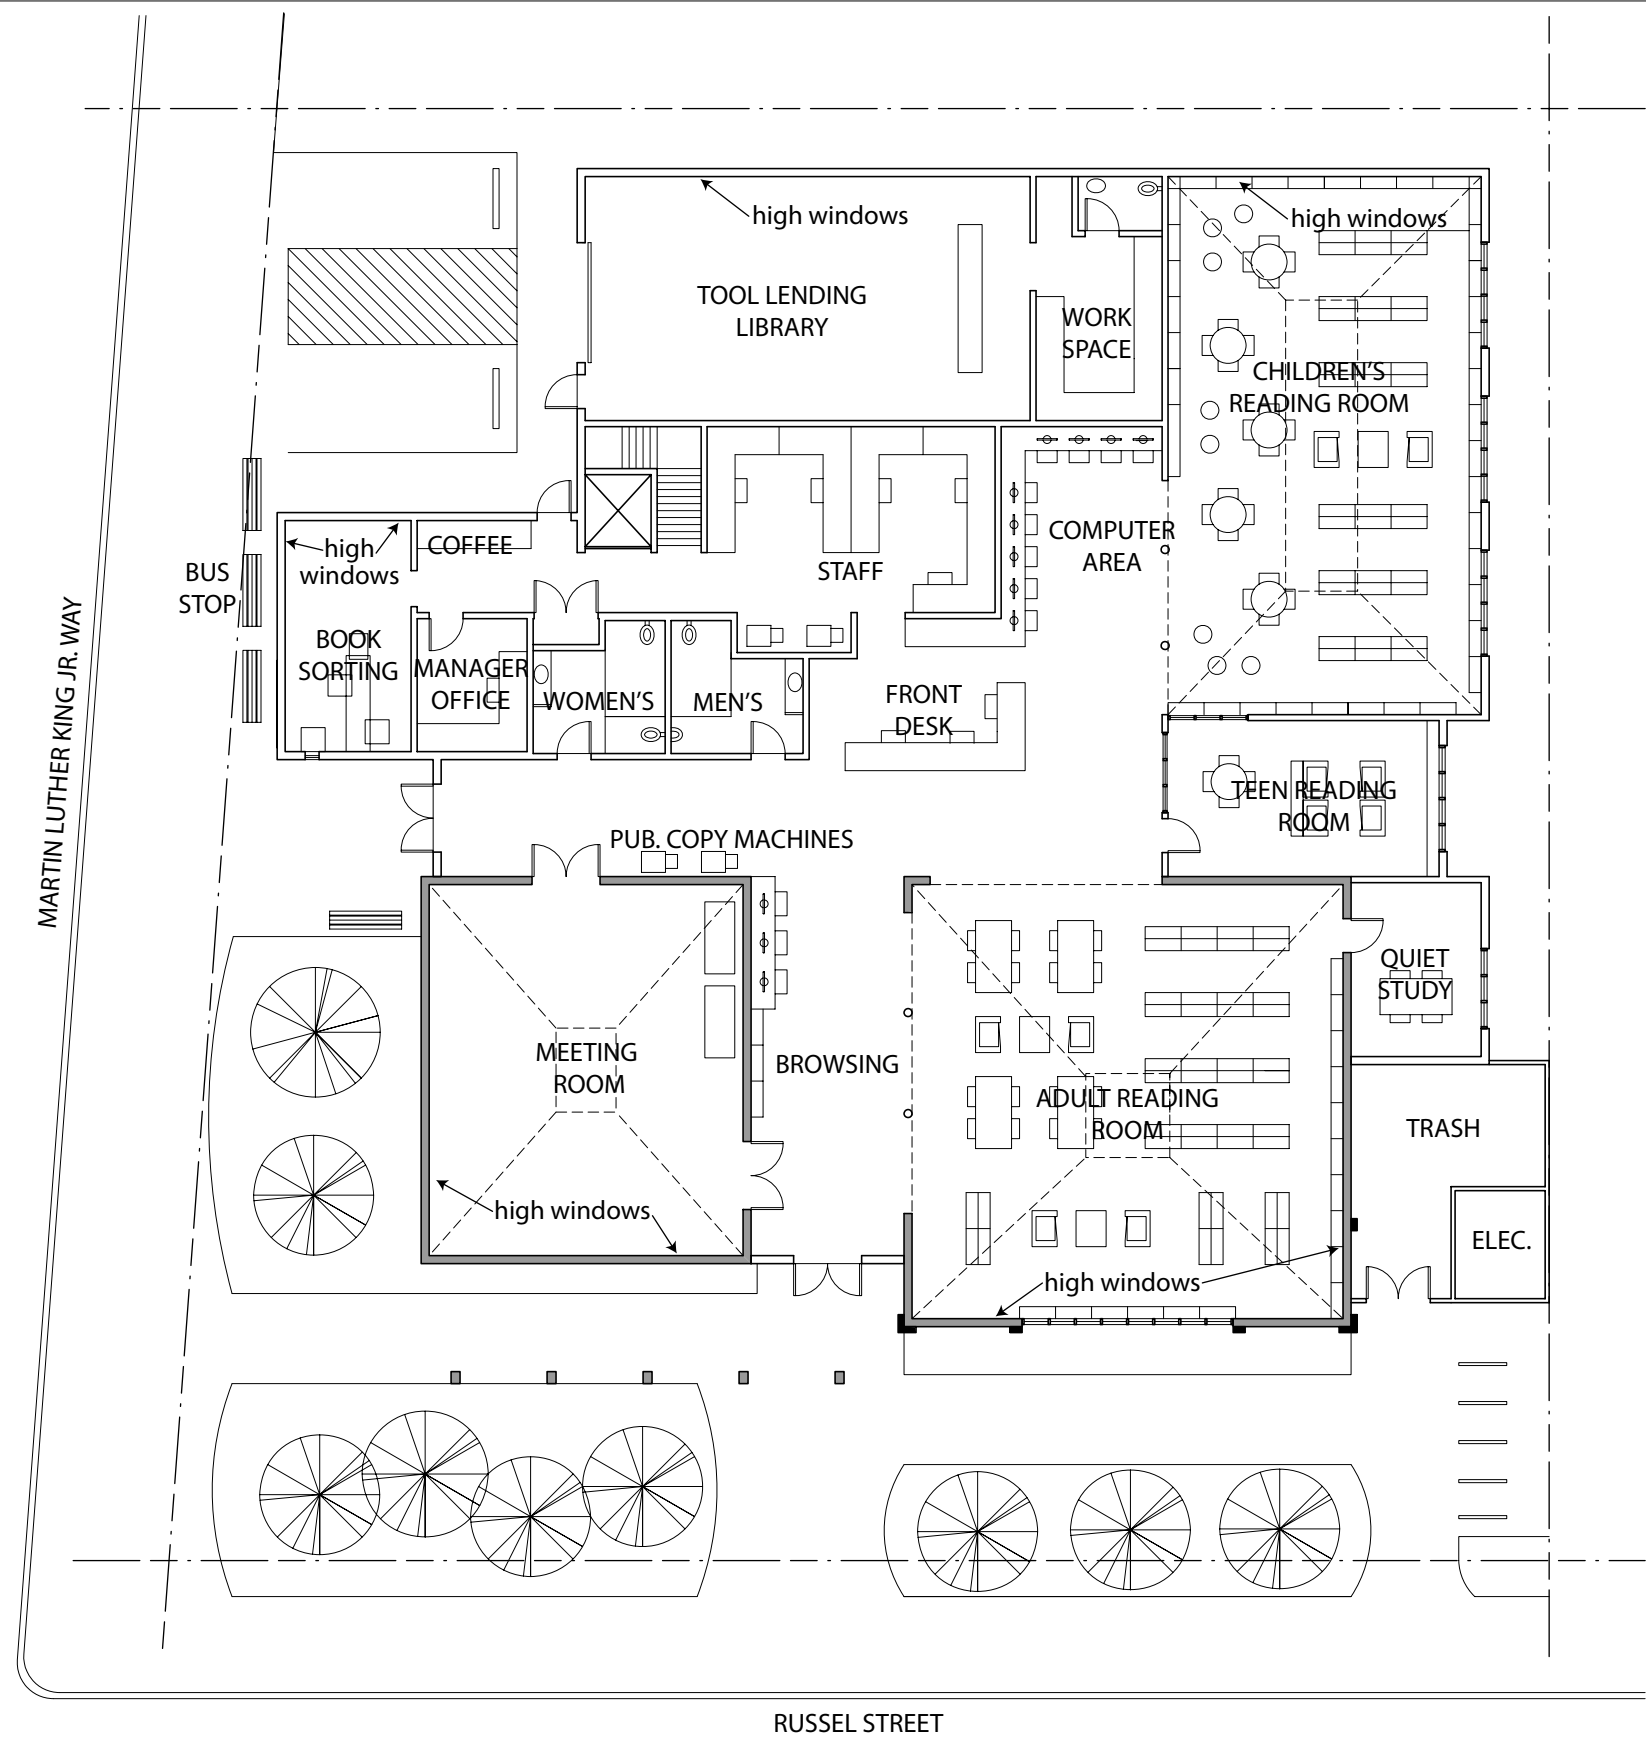 high windows
high windows
TOOL LENDING
LIBRARY
WORK
SPACE
CHILDREN'S
READING ROOM
COFFEE
high
windows
BUS
STOP
STAFF
COMPUTER
AREA
BOOK
SORTING
MANAGER
OFFICE
WOMEN'S
MEN'S
FRONT
DESK
MARTIN LUTHER KING JR. WAY
PUB. COPY MACHINES
TEEN READING
ROOM
QUIET
STUDY
MEETING
ROOM
BROWSING
ADULT READING
ROOM
TRASH
high windows
ELEC.
high windows
RUSSEL STREET